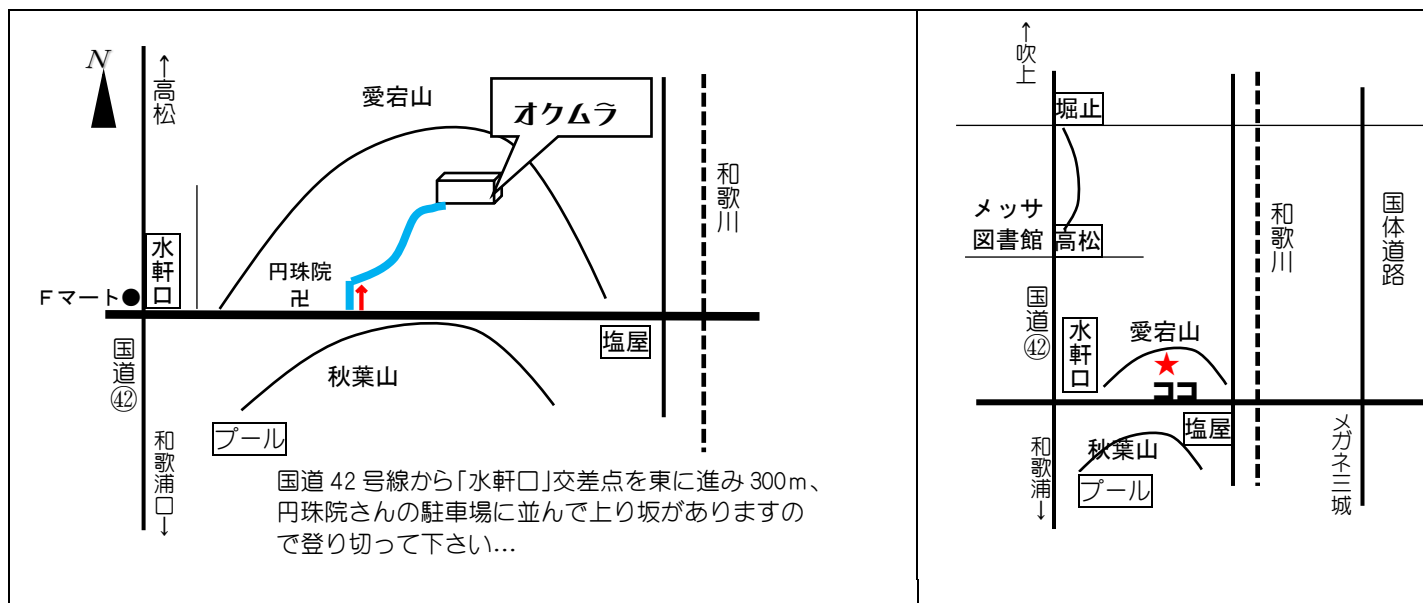 N
↑高松
愛宕山
オクムラ
和歌川
水軒口
円珠院
卍
Fマート●
塩屋
国道㊷
秋葉山
プール
和歌浦口↓
国道42号線から「水軒口」交差点を東に進み300m、
円珠院さんの駐車場に並んで上り坂がありますの
で登り切って下さい…
↑吹上
堀止
メッサ
図書館
高松
和歌川
国体道路
国道㊷
水軒口
愛宕山
★
ココ
塩屋
秋葉山
プール
和歌浦↓
メガネ三城